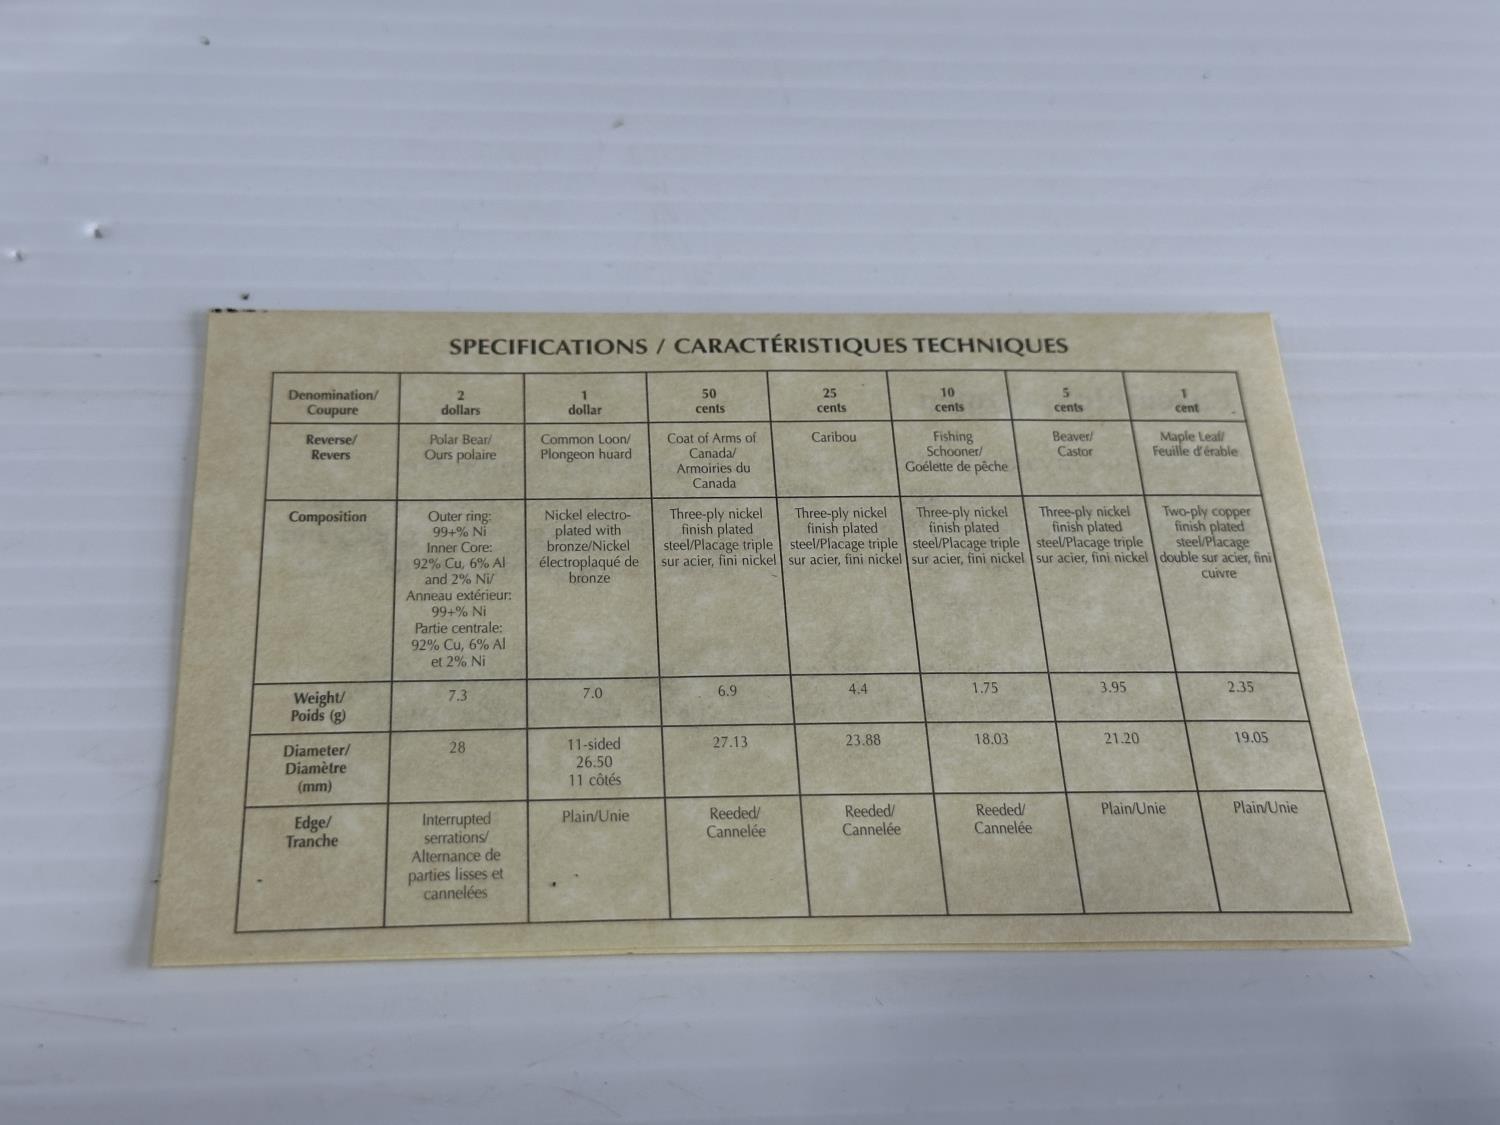 SPECIFICATIONS / CARACTÉRISTIQUES TECHNIQUES
Denomination/
Coupure
2
dollars
1
dollar
50
cents
25
cents
10
cents
5
cents
1
cent
Reverse/
Revers
Polar Bear/
Ours polaire
Common Loon/
Plongeon huard
Coat of Arms of
Canada/
Armoiries du
Canada
Caribou
Fishing
Schooner/
Goélette de pêche
Beaver/
Castor
Maple Leaf/
Feuille d'érable
Composition
Outer ring:
99+% Ni
Inner Core:
92% Cu, 6% Al
and 2% Ni/
Anneau extérieur:
99+% Ni
Partie centrale:
92% Cu, 6% Al
et 2% Ni
Nickel electro-
plated with
bronze/Nickel
électroplaqué de
bronze
Three-ply nickel
finish plated
steel/Placage triple
sur acier, fini nickel
Three-ply nickel
finish plated
steel/Placage triple
sur acier, fini nickel
Three-ply nickel
finish plated
steel/Placage triple
sur acier, fini nickel
Three-ply nickel
finish plated
steel/Placage triple
sur acier, fini nickel
Two-ply copper
finish plated
steel/Placage
double sur acier, fini
cuivre
Weight/
Poids (g)
7.3
7.0
6.9
4.4
1.75
3.95
2.35
Diameter/
Diamètre
(mm)
28
11-sided
26.50
11 côtés
27.13
23.88
18.03
21.20
19.05
Edge/
Tranche
Interrupted
serrations/
Alternance de
parties lisses et
cannelées
Plain/Unie
Reeded/
Cannelée
Reeded/
Cannelée
Reeded/
Cannelée
Plain/Unie
Plain/Unie